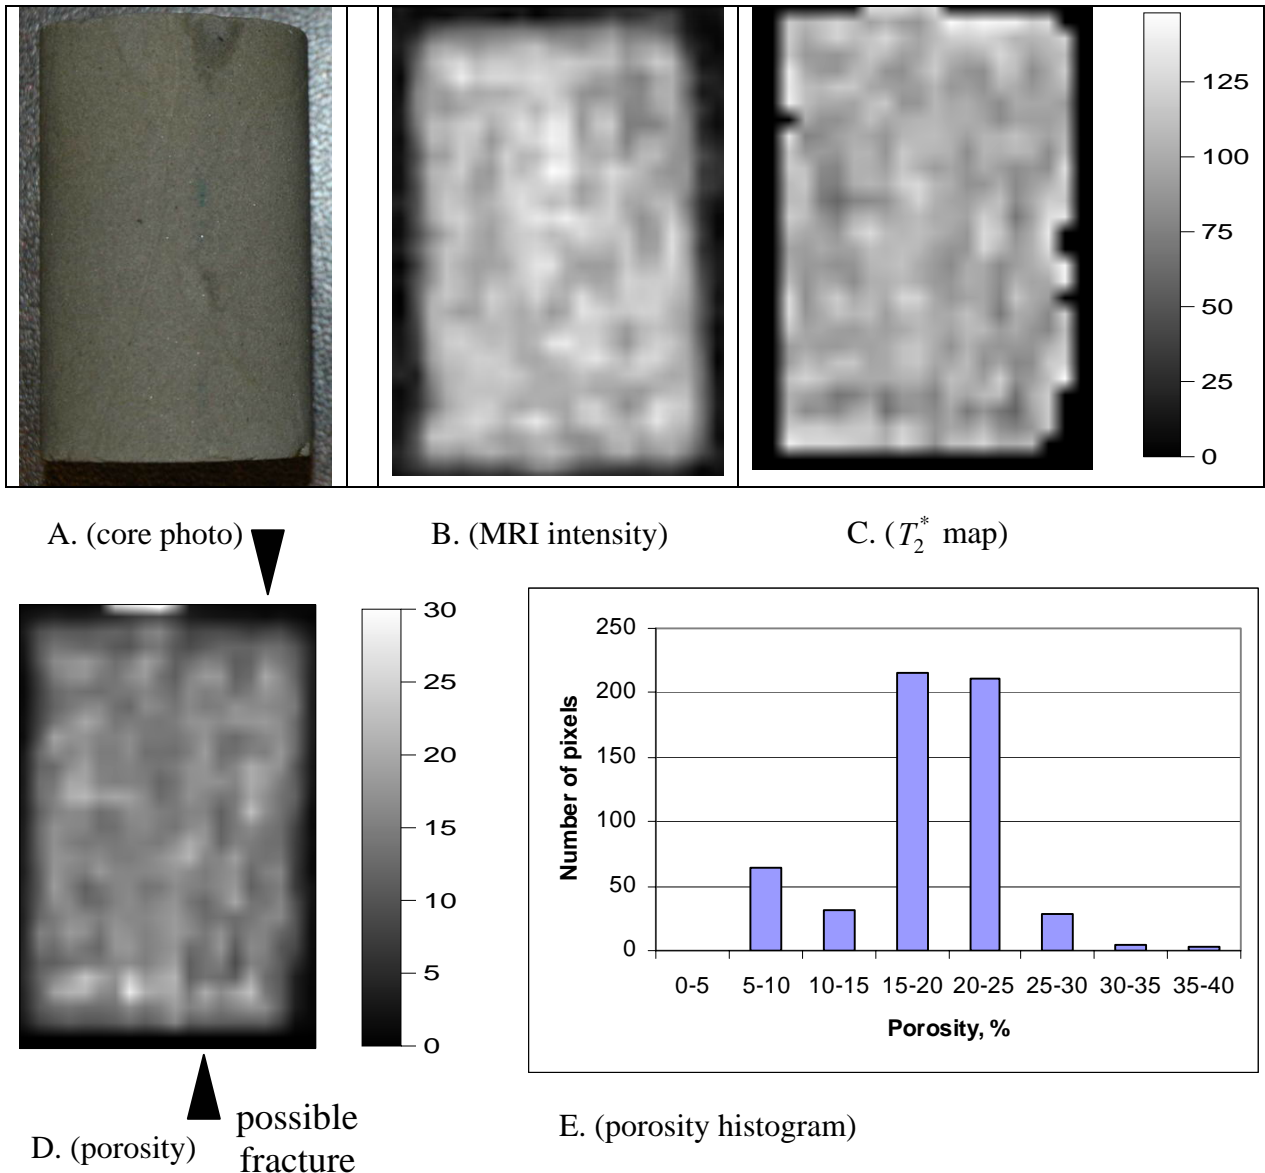 125
100
75
50
25
0
A. (core photo)
B. (MRI intensity)
C. (T₂* map)
30
25
20
15
10
5
0
D. (porosity)
possible
fracture
250
200
150
100
50
0
Number of pixels
0-5 5-10 10-15 15-20 20-25 25-30 30-35 35-40
Porosity, %
E. (porosity histogram)